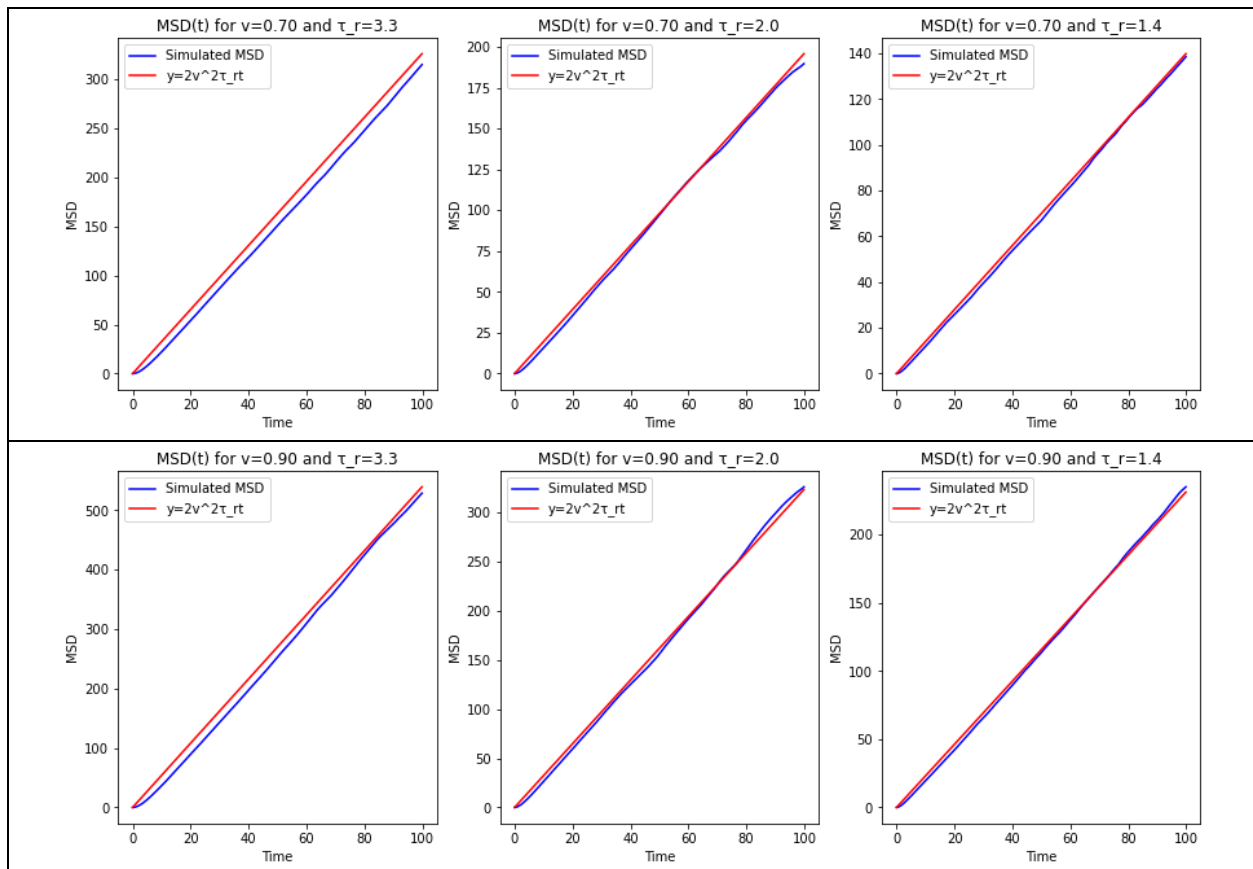 MSD(t) for v=0.70 and τ_r=3.3
Simulated MSD
y=2v^2τ_rt
300
250
200
150
100
50
0
MSD
0 20 40 60 80 100
Time
MSD(t) for v=0.70 and τ_r=2.0
Simulated MSD
y=2v^2τ_rt
200
175
150
125
100
75
50
25
0
MSD
0 20 40 60 80 100
Time
MSD(t) for v=0.70 and τ_r=1.4
Simulated MSD
y=2v^2τ_rt
140
120
100
80
60
40
20
0
MSD
0 20 40 60 80 100
Time
MSD(t) for v=0.90 and τ_r=3.3
Simulated MSD
y=2v^2τ_rt
500
400
300
200
100
0
MSD
0 20 40 60 80 100
Time
MSD(t) for v=0.90 and τ_r=2.0
Simulated MSD
y=2v^2τ_rt
300
250
200
150
100
50
0
MSD
0 20 40 60 80 100
Time
MSD(t) for v=0.90 and τ_r=1.4
Simulated MSD
y=2v^2τ_rt
200
150
100
50
0
MSD
0 20 40 60 80 100
Time